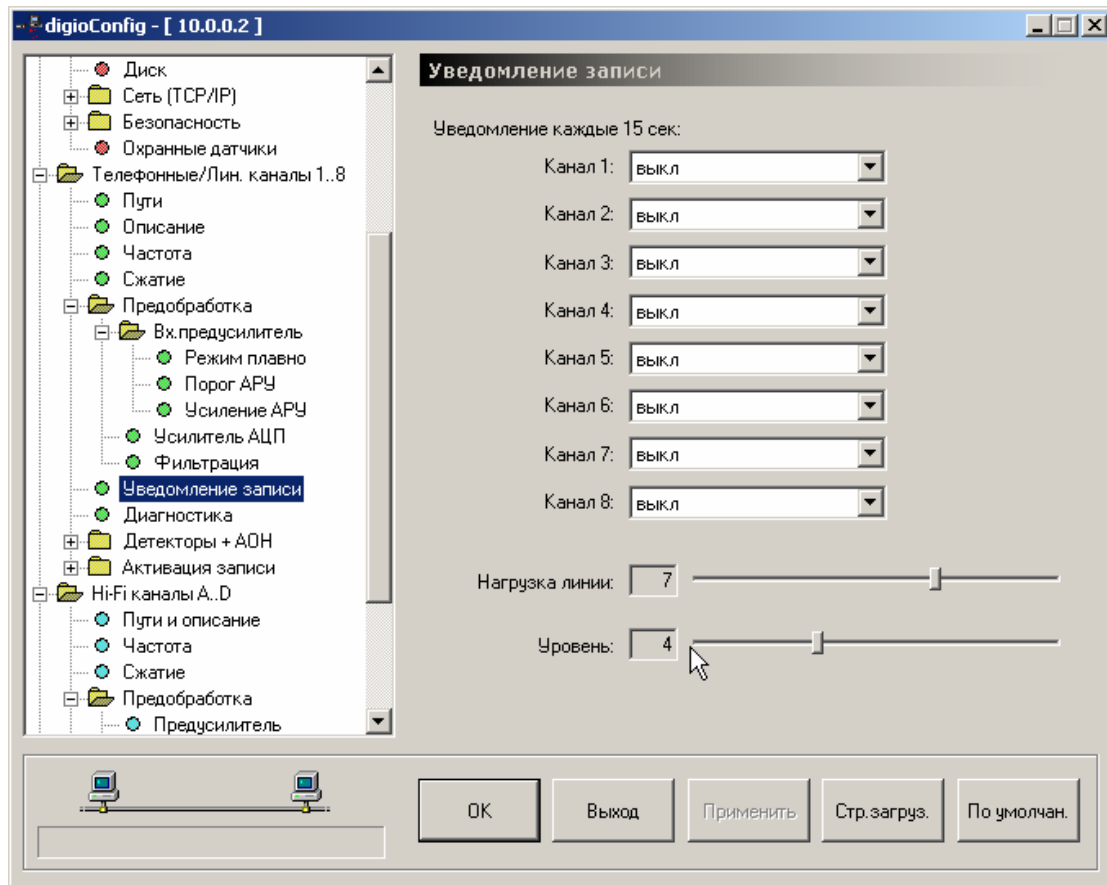 digioConfig - [ 10.0.0.2 ]
Диск
Сеть (TCP/IP)
Безопасность
Охранные датчики
Телефонные/Лин. каналы 1..8
Пути
Описание
Частота
Сжатие
Предобработка
Вх.предусилитель
Режим плавно
Порог АРУ
Усиление АРУ
Усилитель АЦП
Фильтрация
Уведомление записи
Диагностика
Детекторы + АОН
Активация записи
Hi-Fi каналы A..D
Пути и описание
Частота
Сжатие
Предобработка
Предусилитель
Уведомление записи
Уведомление каждые 15 сек:
Канал 1: выкл
Канал 2: выкл
Канал 3: выкл
Канал 4: выкл
Канал 5: выкл
Канал 6: выкл
Канал 7: выкл
Канал 8: выкл
Нагрузка линии: 7
Уровень: 4
OK
Выход
Применить
Стр.загруз.
По умолчан.